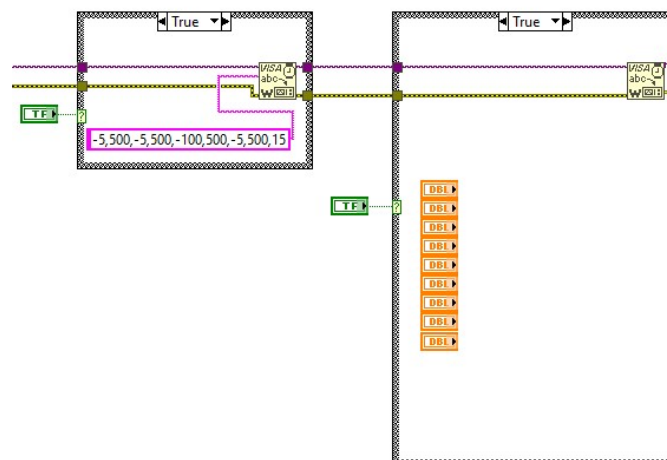 True
True
VISA
abc
W
VISA
abc
W
TF
-5,500,-5,500,-100,500,-5,500,15
?
TF
?
DBL
DBL
DBL
DBL
DBL
DBL
DBL
DBL
DBL